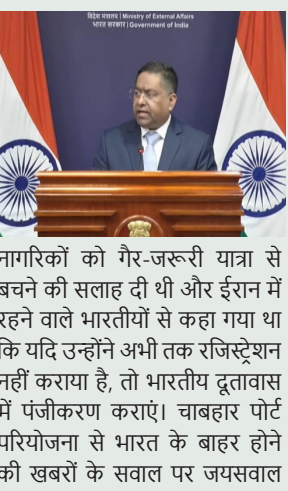 विदेश मंत्रालय | Ministry of External Affairs
भारत सरकार | Government of India
नागरिकों को गैर-जरूरी यात्रा से
बचने की सलाह दी थी और ईरान में
रहने वाले भारतीयों से कहा गया था
कि यदि उन्होंने अभी तक रजिस्ट्रेशन
नहीं कराया है, तो भारतीय दूतावास
में पंजीकरण कराएं। चाबहार पोर्ट
परियोजना से भारत के बाहर होने
की खबरों के सवाल पर जयसवाल